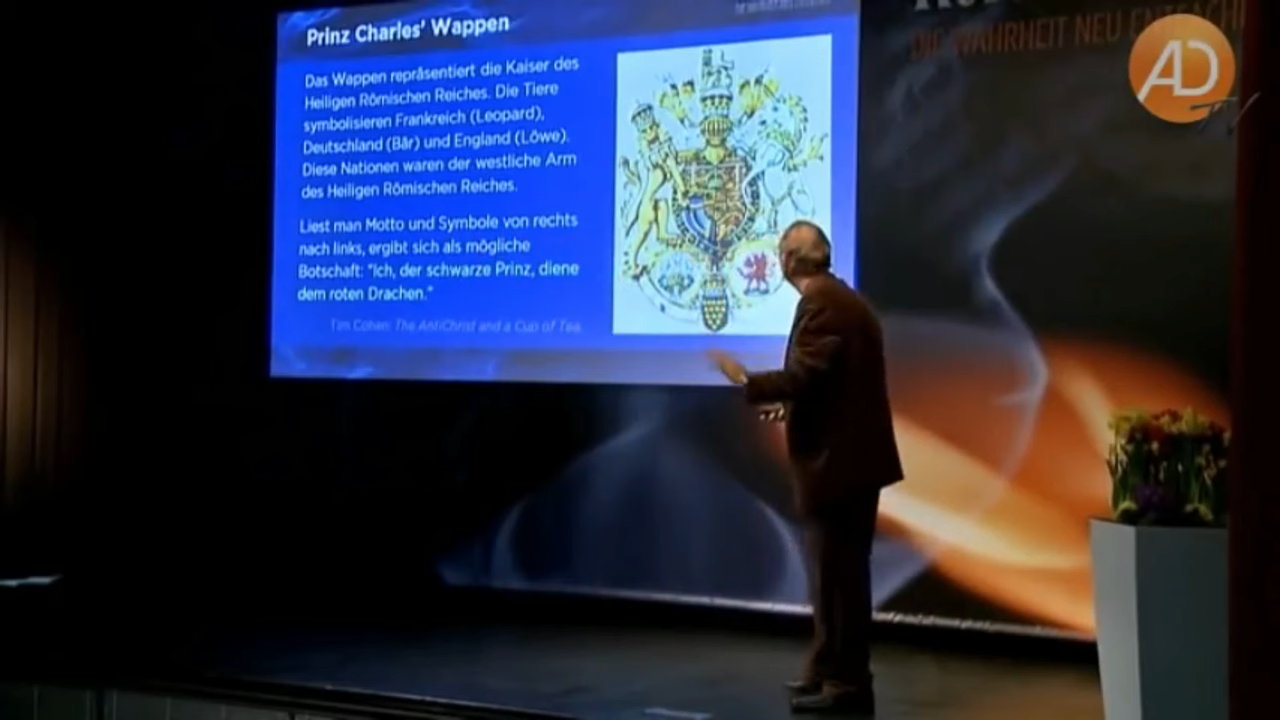 Prinz Charles' Wappen
Das Wappen repräsentiert die Kaiser des
Heiligen Römischen Reiches. Die Tiere
symbolisieren Frankreich (Leopard),
Deutschland (Bär) und England (Löwe).
Diese Nationen waren der westliche Arm
des Heiligen Römischen Reiches.
Liest man Motto und Symbole von rechts
nach links, ergibt sich als mögliche
Botschaft: "Ich, der schwarze Prinz, diene
dem roten Drachen."
Tim Cohen: The AntiChrist and a Cup of Tea
DIE WAHRHEIT NEU ENTFACHT
AD
TV